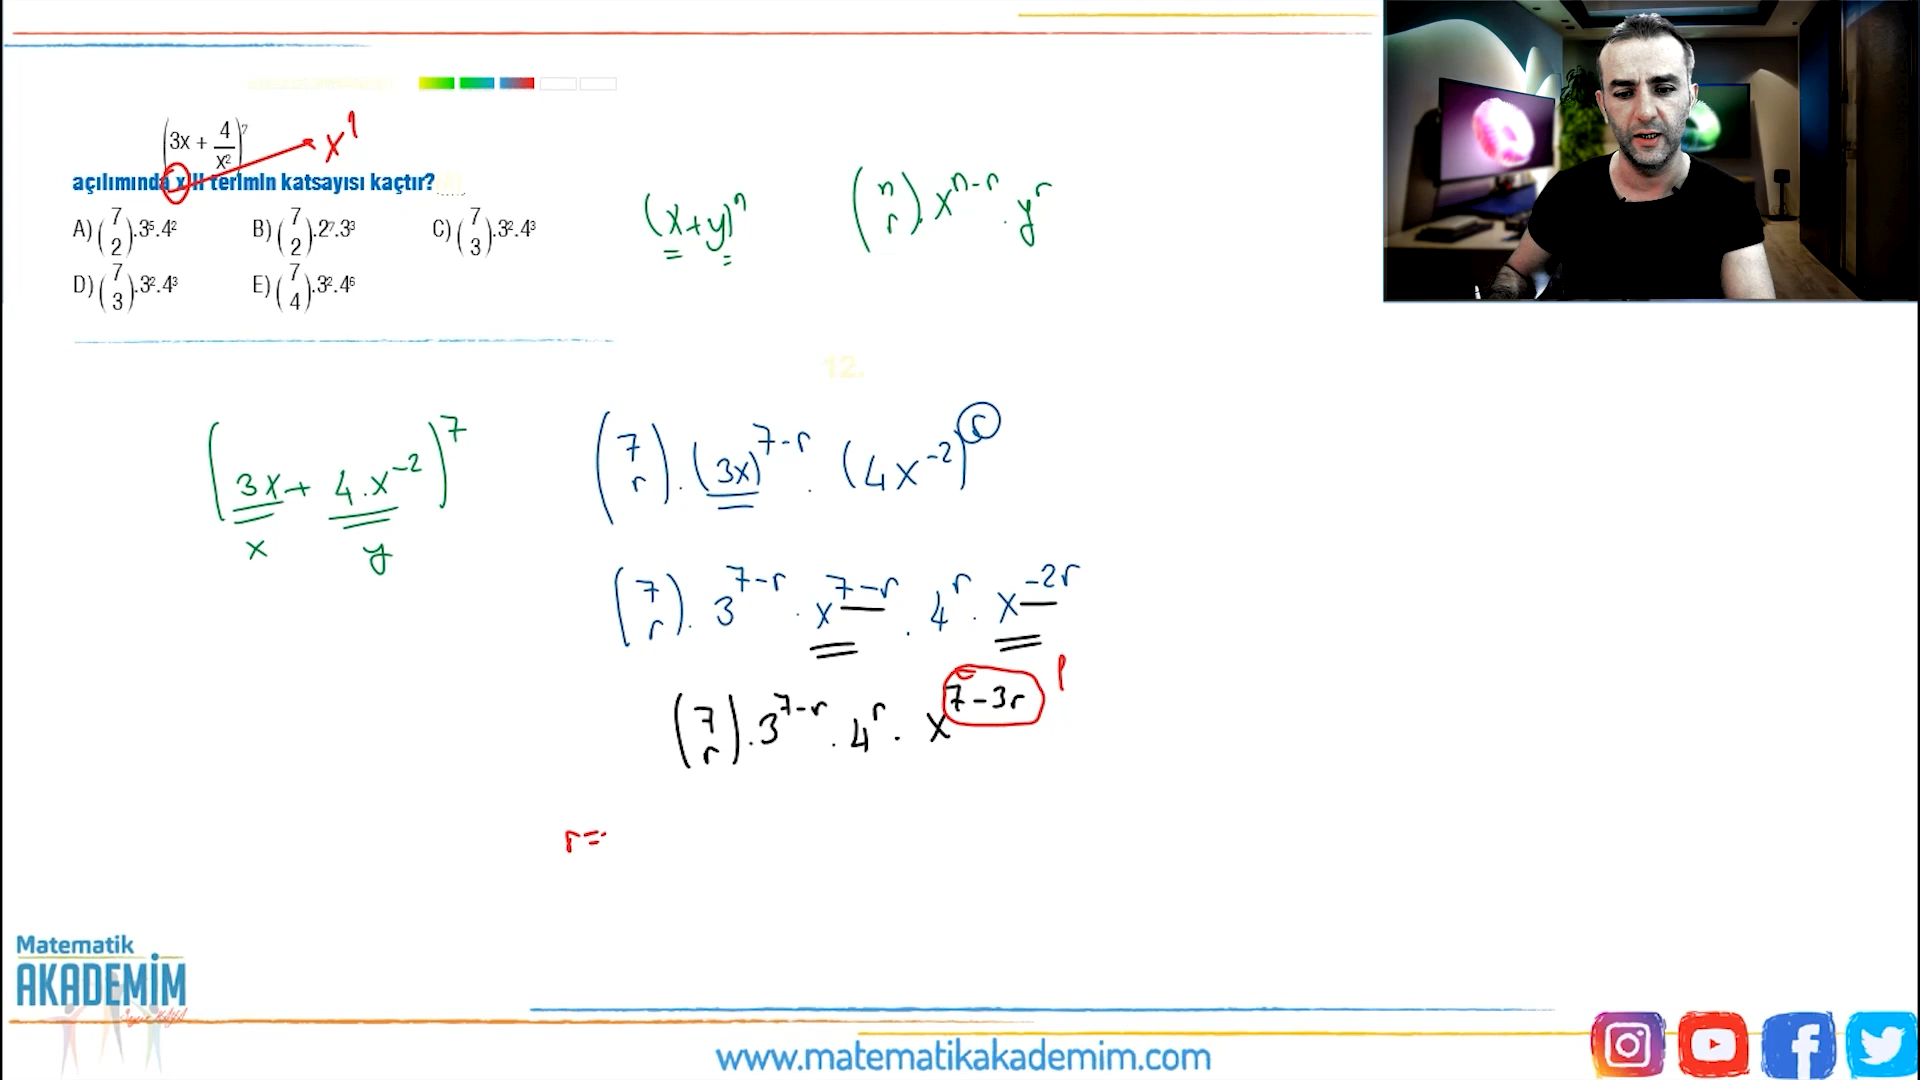 (3x + 4/x²)⁷
x¹
açılımında x li terimin katsayısı kaçtır?
A) (7 2).3⁵.4² B) (7 2).2⁷.3³ C) (7 3).3².4³
D) (7 3).3².4³ E) (7 4).3².4⁶
(x+y)ⁿ (n r).xⁿ⁻ʳ.yʳ
12.
(3x + 4.x⁻²)⁷ (7 r).(3x)⁷⁻ʳ.(4x⁻²)ʳ
x y
(7 r).3⁷⁻ʳ.x⁷⁻ʳ.4ʳ.x⁻²ʳ
(7 r).3⁷⁻ʳ.4ʳ.x⁷⁻³ʳ
r=
Matematik
AKADEMİM
www.matematikakademim.com